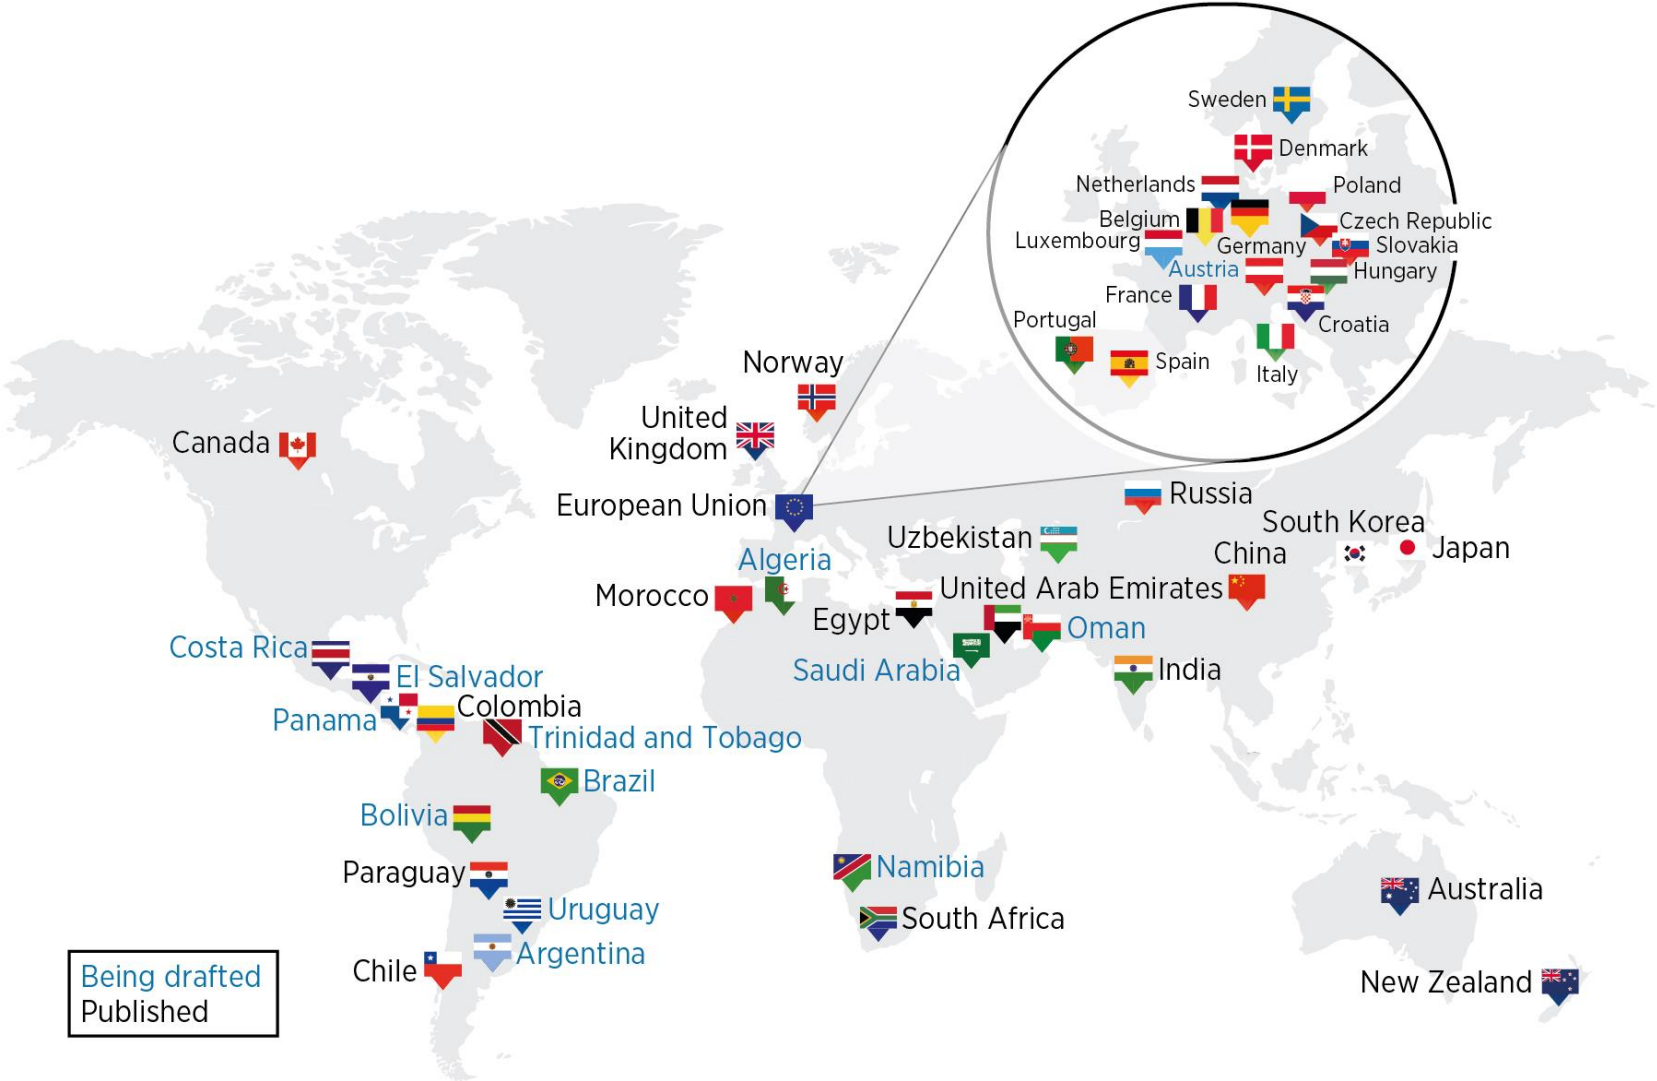 Sweden
Denmark
Netherlands
Poland
Belgium
Czech Republic
Luxembourg
Germany
Slovakia
Austria
Hungary
France
Portugal
Croatia
Spain
Italy
Norway
United
Kingdom
Canada
European Union
Russia
South Korea
Uzbekistan
China
Japan
Algeria
Morocco
United Arab Emirates
Egypt
Oman
Saudi Arabia
India
Costa Rica
El Salvador
Colombia
Panama
Trinidad and Tobago
Brazil
Bolivia
Paraguay
Namibia
Uruguay
South Africa
Australia
Argentina
Chile
New Zealand
Being drafted
Published